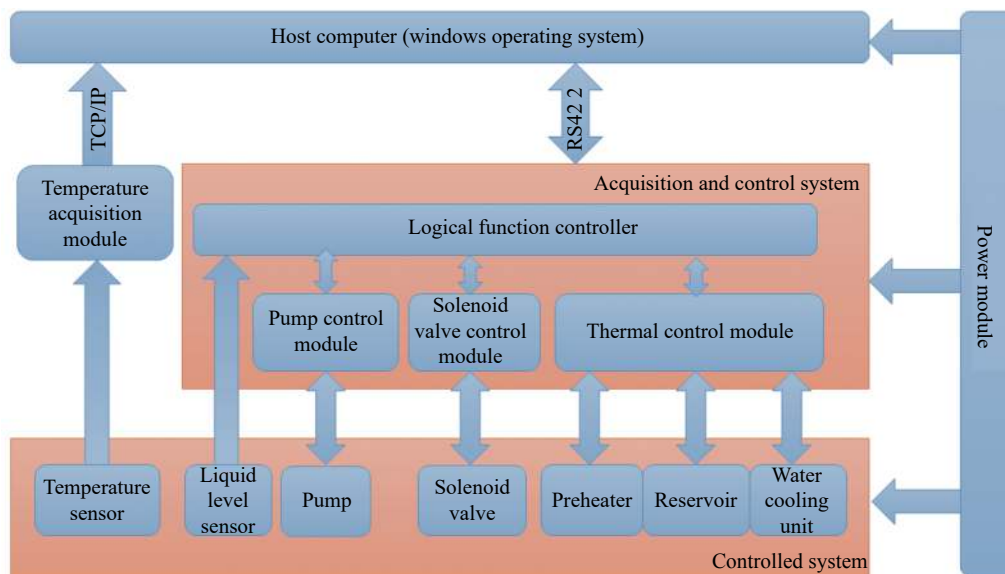 Host computer (windows operating system)
TCP/IP
RS42 2
Temperature
acquisition
module
Acquisition and control system
Logical function controller
Pump control
module
Solenoid
valve control
module
Thermal control module
Power module
Temperature
sensor
Liquid
level
sensor
Pump
Solenoid
valve
Preheater
Reservoir
Water
cooling
unit
Controlled system